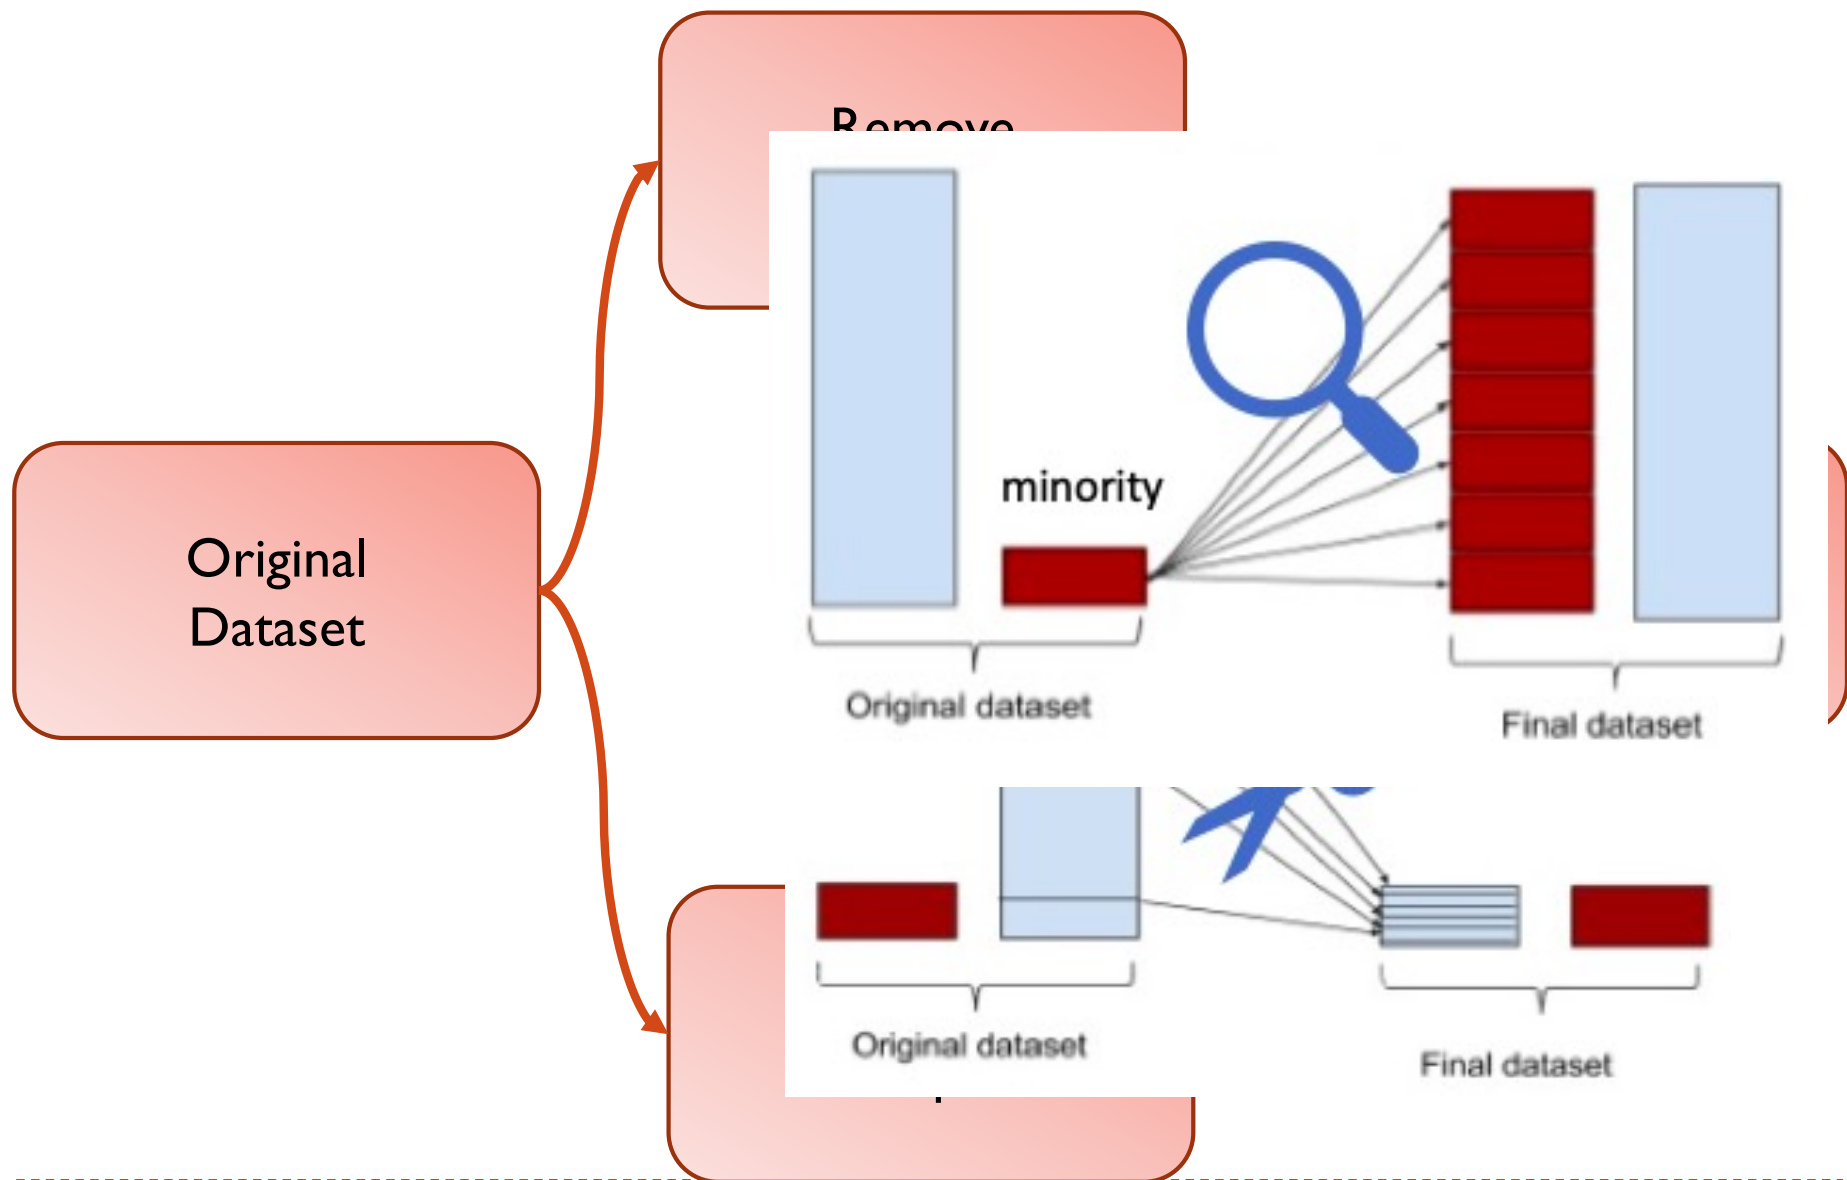 Remove
minority
Original
Dataset
Original dataset
Final dataset
Original dataset
Final dataset